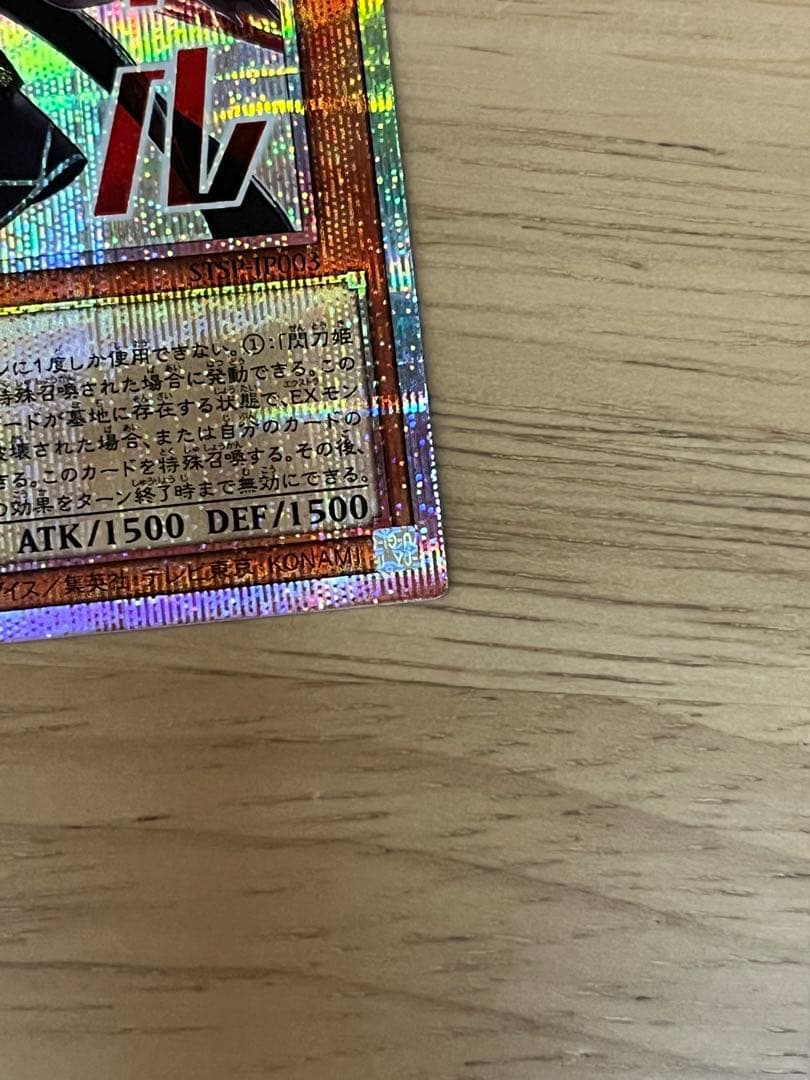 ル
STSP-JP003
ンに1度しか使用できない。①:「閃刀姫
特殊召喚された場合に発動できる。この
ードが墓地に存在する状態で、EXモン
破壊された場合、または自分のカードの
きる。このカードを特殊召喚する。その後、
の効果をターン終了時まで無効にできる。
ATK/1500 DEF/1500
イス/集英社・テレビ東京・KONAMI